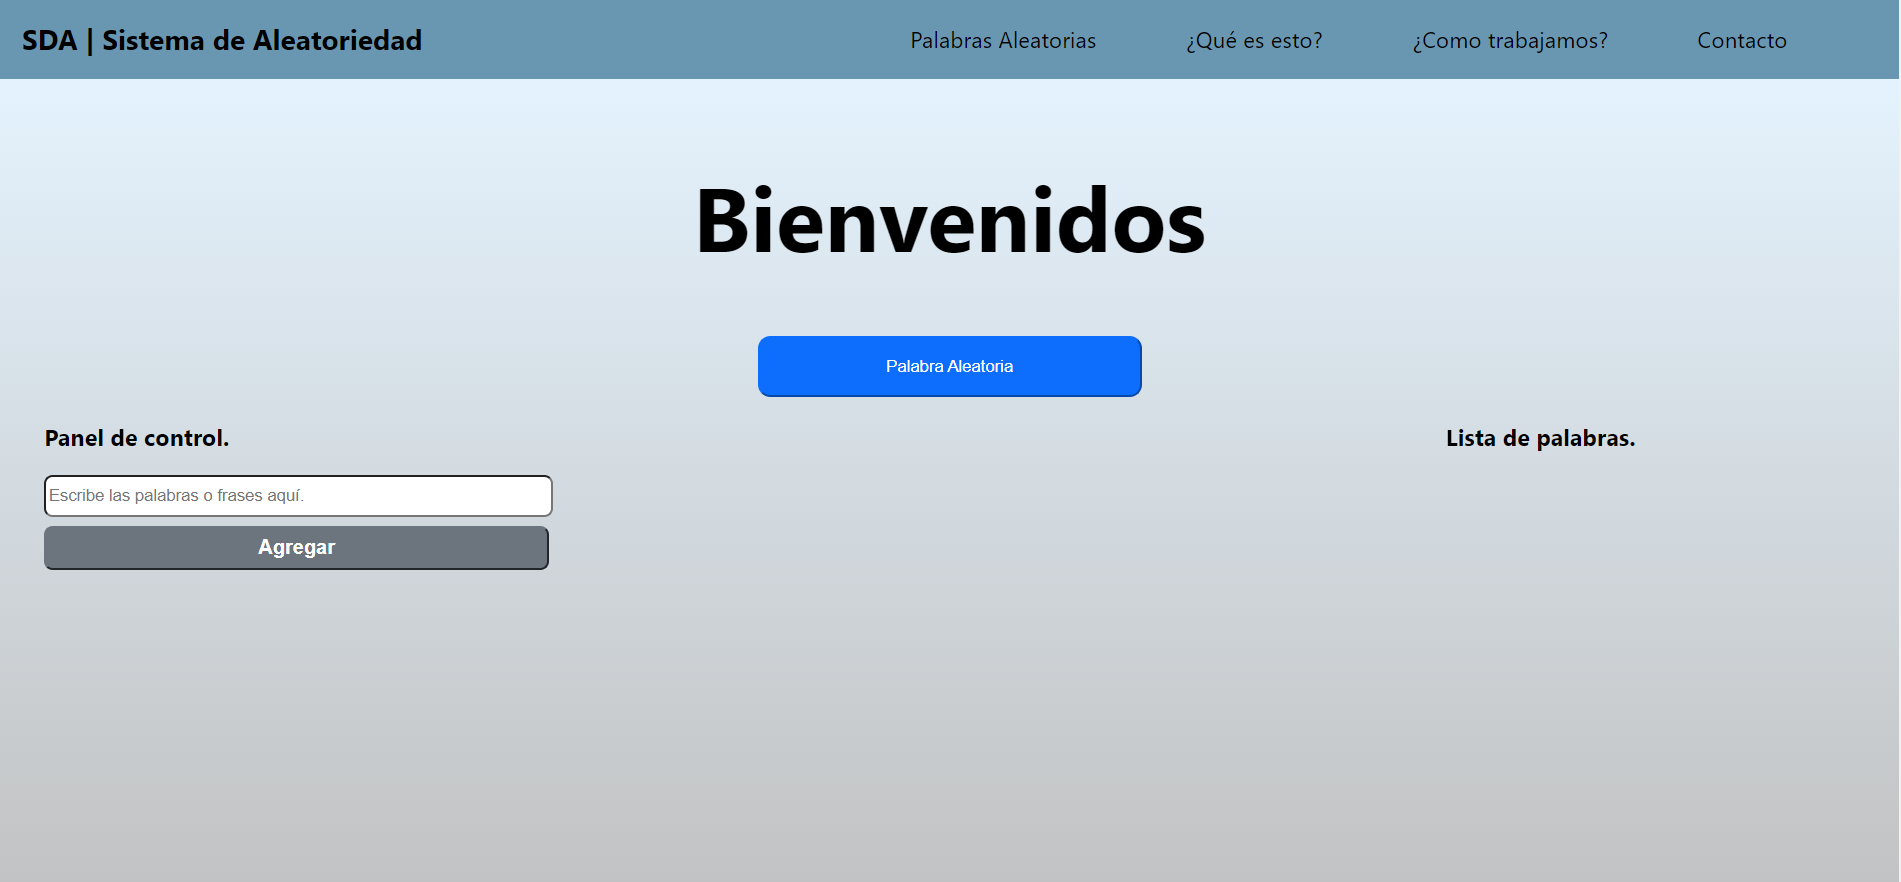 SDA | Sistema de Aleatoriedad
Palabras Aleatorias
¿Qué es esto?
¿Como trabajamos?
Contacto
Bienvenidos
Palabra Aleatoria
Panel de control.
Lista de palabras.
Escribe las palabras o frases aquí.
Agregar